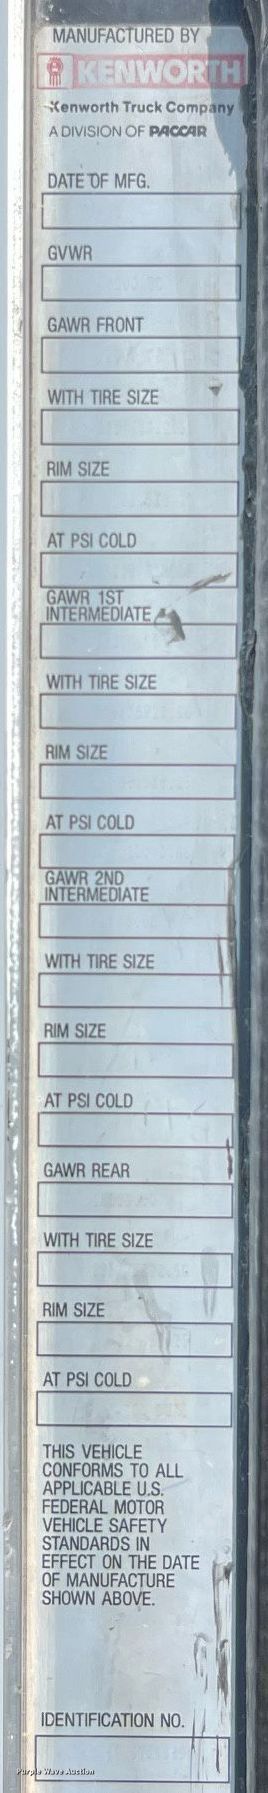 MANUFACTURED BY
KENWORTH
Kenworth Truck Company
A DIVISION OF PACCAR
DATE OF MFG.
GVWR
GAWR FRONT
WITH TIRE SIZE
RIM SIZE
AT PSI COLD
GAWR 1ST
INTERMEDIATE
WITH TIRE SIZE
RIM SIZE
AT PSI COLD
GAWR 2ND
INTERMEDIATE
WITH TIRE SIZE
RIM SIZE
AT PSI COLD
GAWR REAR
WITH TIRE SIZE
RIM SIZE
AT PSI COLD
THIS VEHICLE
CONFORMS TO ALL
APPLICABLE U.S.
FEDERAL MOTOR
VEHICLE SAFETY
STANDARDS IN
EFFECT ON THE DATE
OF MANUFACTURE
SHOWN ABOVE.
IDENTIFICATION NO.
Purple Wave Auction